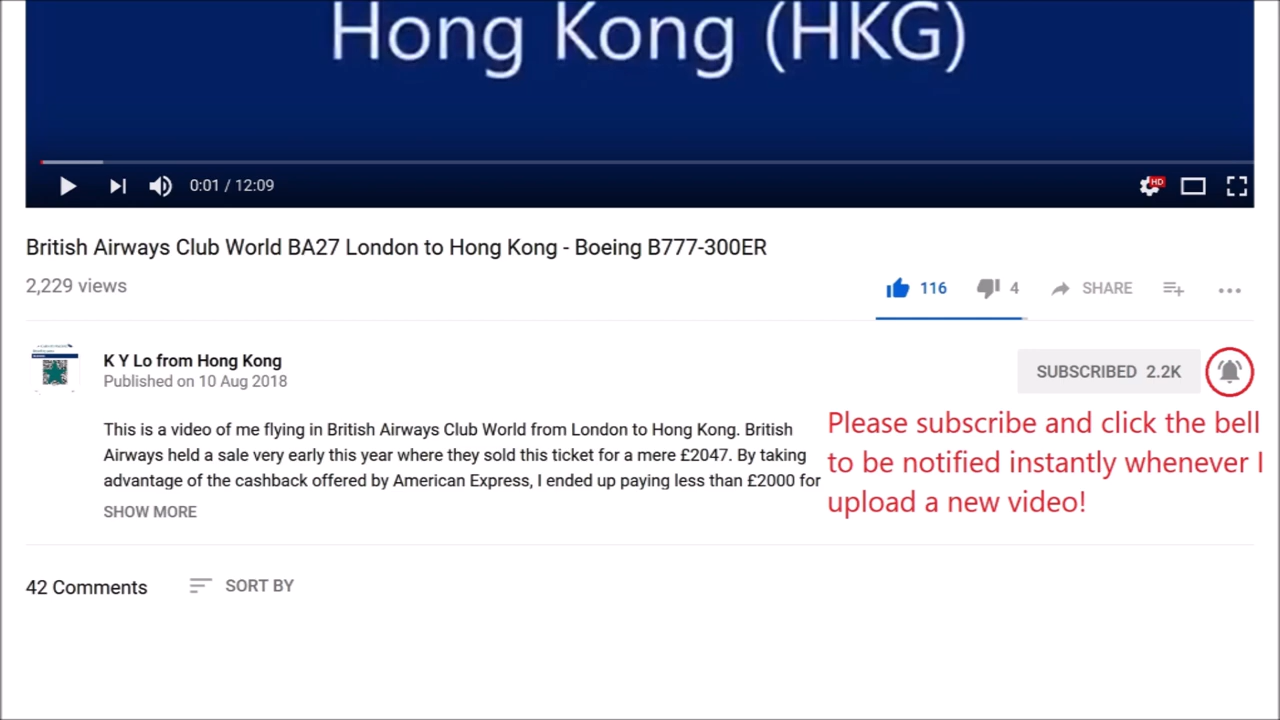 Hong Kong (HKG)
0:01 / 12:09
HD
British Airways Club World BA27 London to Hong Kong - Boeing B777-300ER
2,229 views
116
4
SHARE
K Y Lo from Hong Kong
Published on 10 Aug 2018
SUBSCRIBED 2.2K
This is a video of me flying in British Airways Club World from London to Hong Kong. British
Airways held a sale very early this year where they sold this ticket for a mere £2047. By taking
advantage of the cashback offered by American Express, I ended up paying less than £2000 for
SHOW MORE
Please subscribe and click the bell
to be notified instantly whenever I
upload a new video!
42 Comments
SORT BY